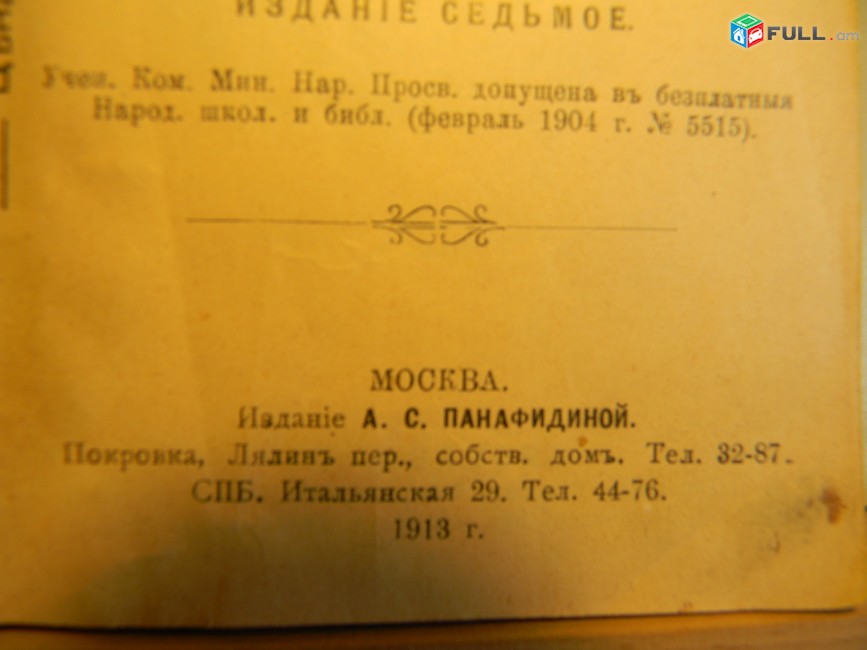 ИЗДАНІЕ СЕДЬМОЕ.
Учен. Ком. Мин. Нар. Просв. допущена въ безплатныя
Народ. школ. и библ. (февраль 1904 г. № 5515).
МОСКВА.
Изданіе А. С. ПАНАФИДИНОЙ.
Покровка, Лялинъ пер., собств. домъ. Тел. 32-87.
СПБ. Итальянская 29. Тел. 44-76.
1913 г.
FULL.am